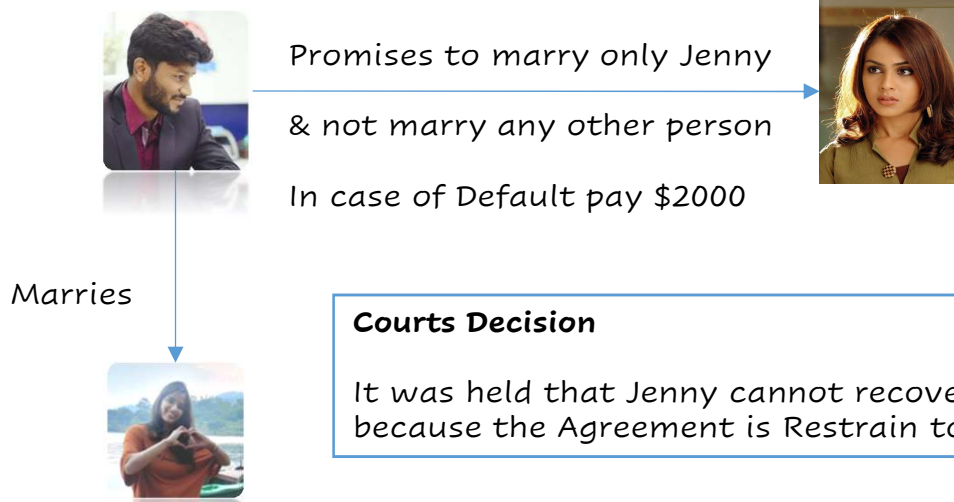 Promises to marry only Jenny
& not marry any other person
In case of Default pay $2000
Marries
Courts Decision
It was held that Jenny cannot
because the Agreement is Restrain